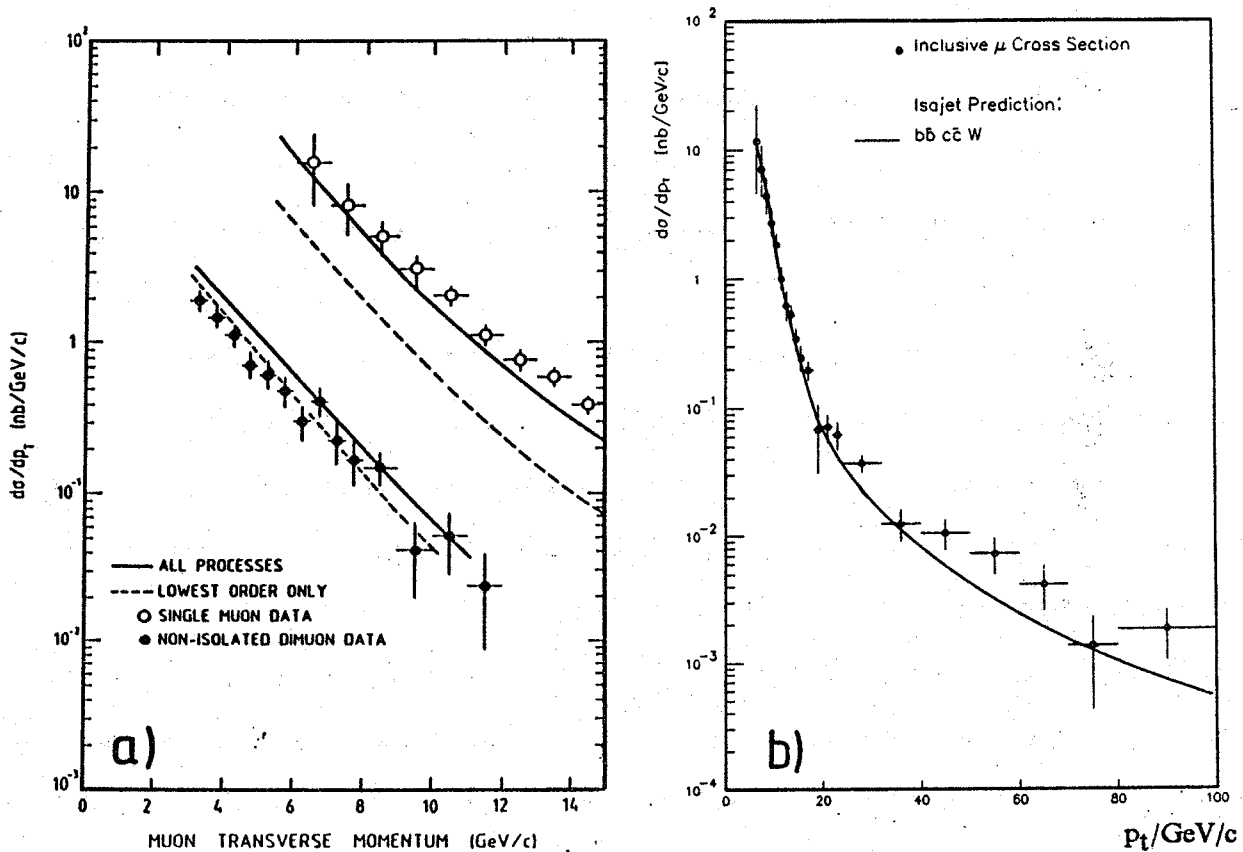 10²
10
1
10⁻¹
10⁻²
10⁻³
dσ/dp_T [nb/GeV/c]
ALL PROCESSES
LOWEST ORDER ONLY
SINGLE MUON DATA
NON-ISOLATED DIMUON DATA
a)
0 2 4 6 8 10 12 14
MUON TRANSVERSE MOMENTUM (GeV/c)
10²
10
1
10⁻¹
10⁻²
10⁻³
10⁻⁴
dσ/dp_T [nb/GeV/c]
Inclusive μ Cross Section
Isajet Prediction:
bb̄ cc̄ W
b)
0 20 40 60 80 100
p_t/GeV/c